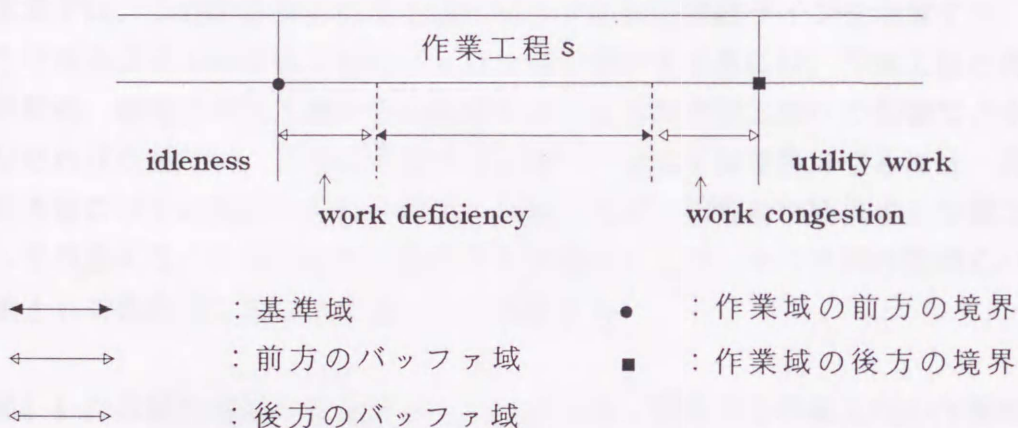 作業工程 s
idleness
utility work
work deficiency
work congestion
: 基準域
: 作業域の前方の境界
: 前方のバッファ域
: 作業域の後方の境界
: 後方のバッファ域